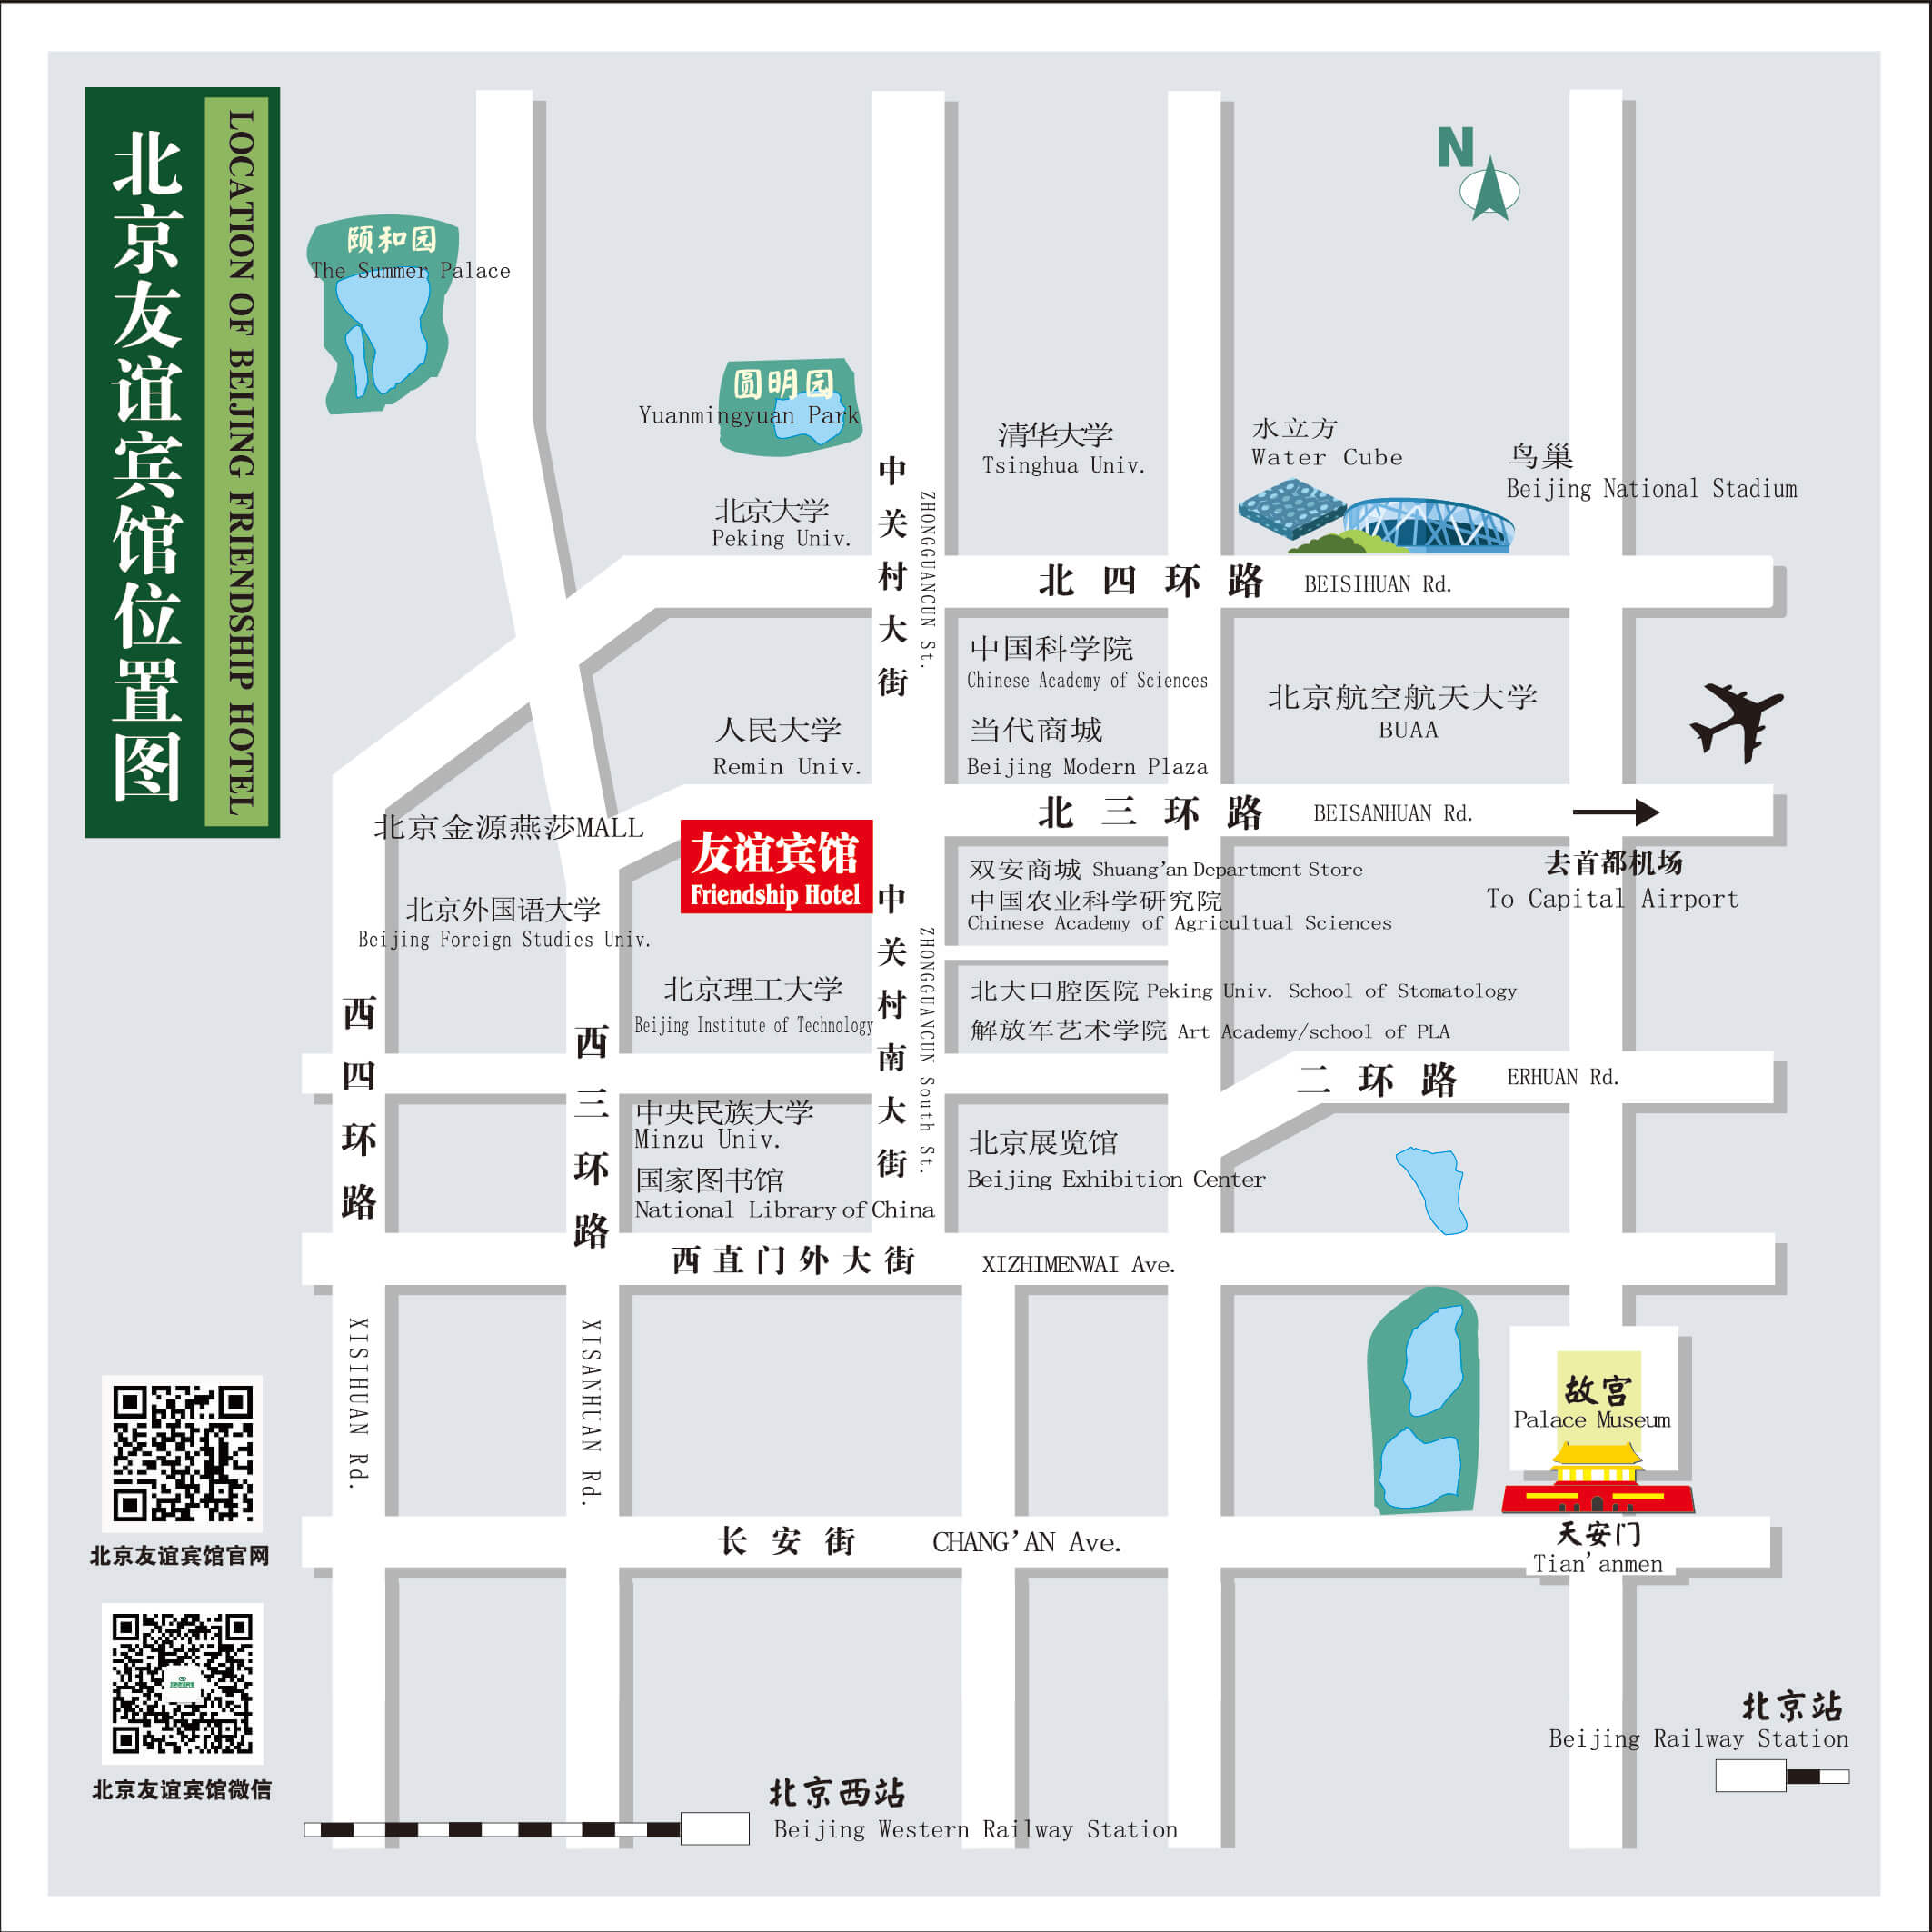 北京友谊宾馆位置图
LOCATION OF BEIJING FRIENDSHIP HOTEL
N
颐和园
The Summer Palace
圆明园
Yuanmingyuan Park
清华大学
Tsinghua Univ.
水立方
Water Cube
鸟巢
Beijing National Stadium
北京大学
Peking Univ.
中关村大街
ZHONGGUANCUN St.
北四环路 BEISIHUAN Rd.
中国科学院
Chinese Academy of Sciences
北京航空航天大学
BUAA
人民大学
Remin Univ.
当代商城
Beijing Modern Plaza
北三环路 BEISANHUAN Rd.
北京金源燕莎MALL
友谊宾馆
Friendship Hotel
双安商城 Shuang'an Department Store
中国农业科学研究院
Chinese Academy of Agricultual Sciences
去首都机场
To Capital Airport
北京外国语大学
Beijing Foreign Studies Univ.
中关村南大街
ZHONGGUANCUN South St.
北京理工大学
Beijing Institute of Technology
北大口腔医院 Peking Univ. School of Stomatology
解放军艺术学院 Art Academy/school of PLA
西四环路
XISIHUAN Rd.
西三环路
XISANHUAN Rd.
二环路 ERHUAN Rd.
中央民族大学
Minzu Univ.
国家图书馆
National Library of China
北京展览馆
Beijing Exhibition Center
西直门外大街 XIZHIMENWAI Ave.
故宫
Palace Museum
长安街 CHANG'AN Ave.
天安门
Tian'anmen
北京友谊宾馆官网
北京友谊宾馆微信
北京站
Beijing Railway Station
北京西站
Beijing Western Railway Station